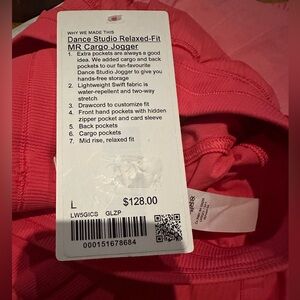 WHY WE MADE THIS
Dance Studio Relaxed-Fit
MR Cargo Jogger
1. Extra pockets are always a good
idea. We added cargo and back
pockets to our fan-favourite
Dance Studio Jogger to give you
hands-free storage
2. Lightweight Swift fabric is
water-repellent and two-way
stretch
3. Drawcord to customize fit
4. Front hand pockets with hidden
zipper pocket and card sleeve
5. Back pockets
6. Cargo pockets
7. Mid rise, relaxed fit
L $128.00
LW5GICS GLZP
000151678684